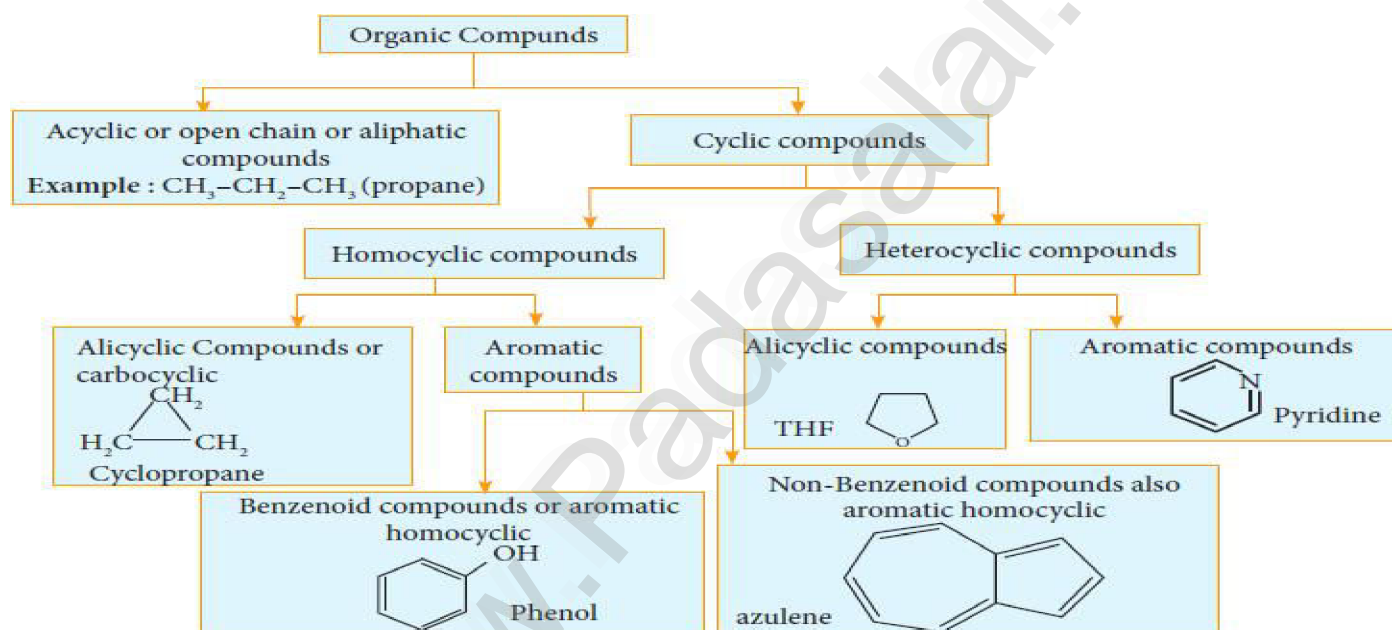 Organic Compunds
Acyclic or open chain or aliphatic
compounds
Example : CH₃–CH₂–CH₃ (propane)
Cyclic compounds
Homocyclic compounds
Heterocyclic compounds
Alicyclic Compounds or
carbocyclic
CH₂
H₂C CH₂
Cyclopropane
Aromatic
compounds
Alicyclic compounds
THF
O
Aromatic compounds
N
Pyridine
Benzenoid compounds or aromatic
homocyclic
OH
Phenol
Non-Benzenoid compounds also
aromatic homocyclic
azulene
w.Padasalai.